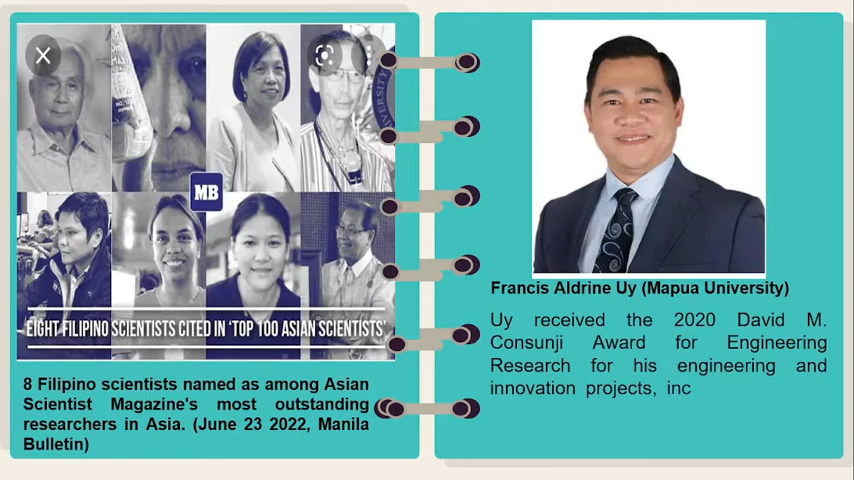 MB
EIGHT FILIPINO SCIENTISTS CITED IN 'TOP 100 ASIAN SCIENTISTS'
8 Filipino scientists named as among Asian
Scientist Magazine's most outstanding
researchers in Asia. (June 23 2022, Manila
Bulletin)
Francis Aldrine Uy (Mapua University)
Uy received the 2020 David M.
Consunji Award for Engineering
Research for his engineering and
innovation projects, inc